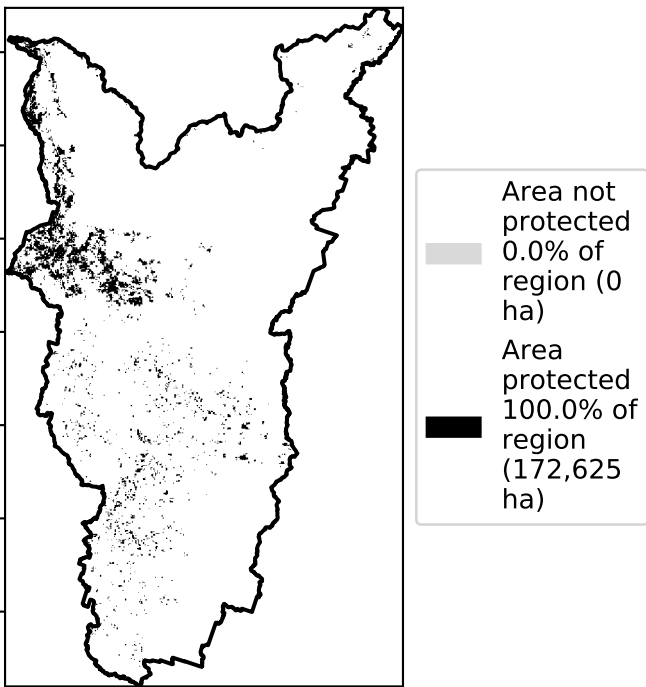 Area not
protected
0.0% of
region (0
ha)
Area
protected
100.0% of
region
(172,625
ha)